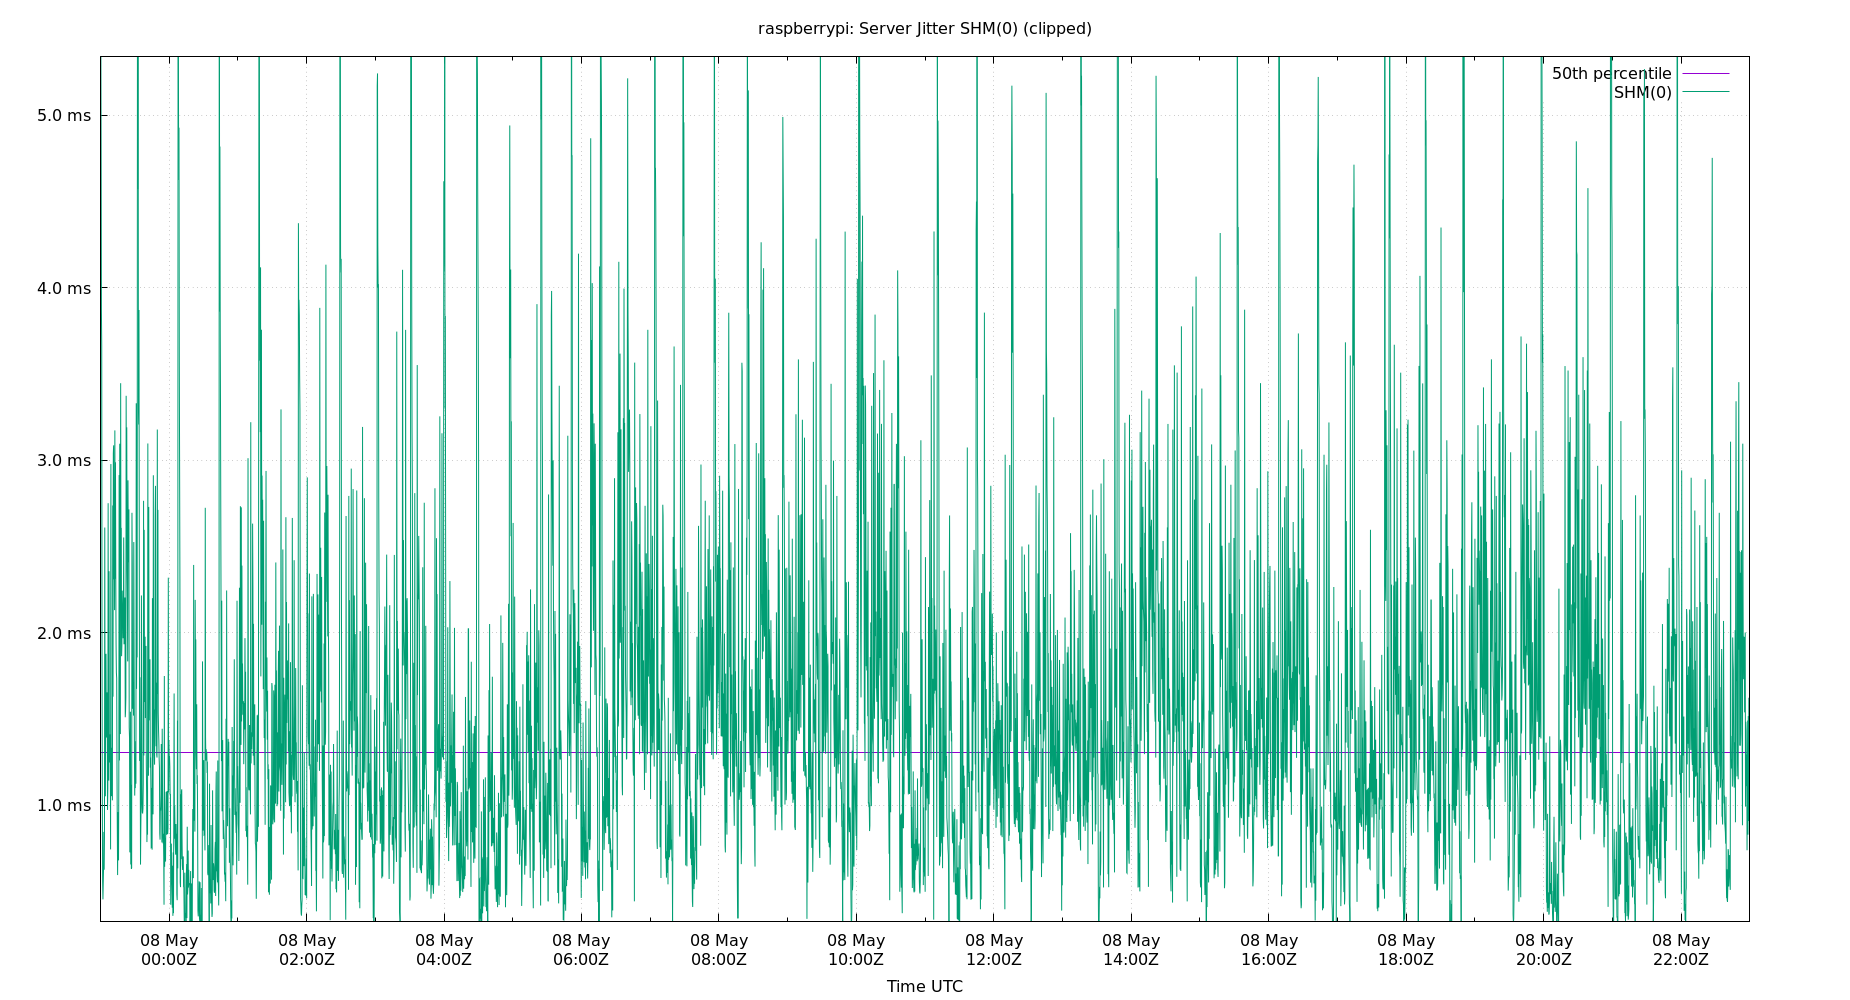 raspberrypi: Server Jitter SHM(0) (clipped)
50th percentile
SHM(0)
5.0 ms
4.0 ms
3.0 ms
2.0 ms
1.0 ms
08 May 08 May 08 May 08 May 08 May 08 May 08 May 08 May 08 May 08 May 08 May 08 May
00:00Z 02:00Z 04:00Z 06:00Z 08:00Z 10:00Z 12:00Z 14:00Z 16:00Z 18:00Z 20:00Z 22:00Z
Time UTC